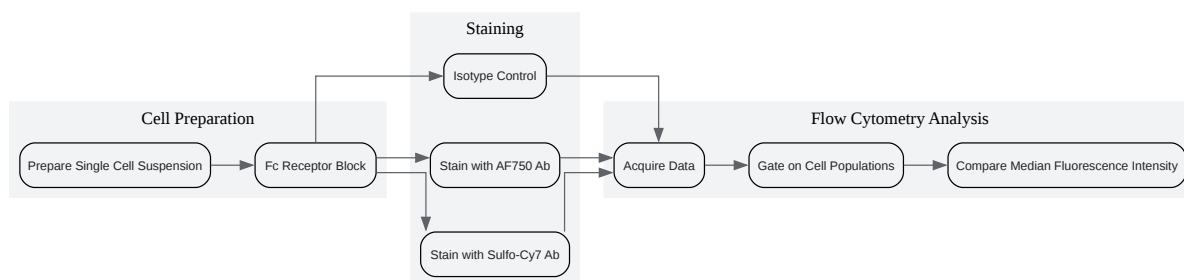 Staining
Isotype Control
Cell Preparation
Flow Cytometry Analysis
Prepare Single Cell Suspension
Fc Receptor Block
Stain with AF750 Ab
Acquire Data
Gate on Cell Populations
Compare Median Fluorescence Intensity
Stain with Sulfo-Cy7 Ab